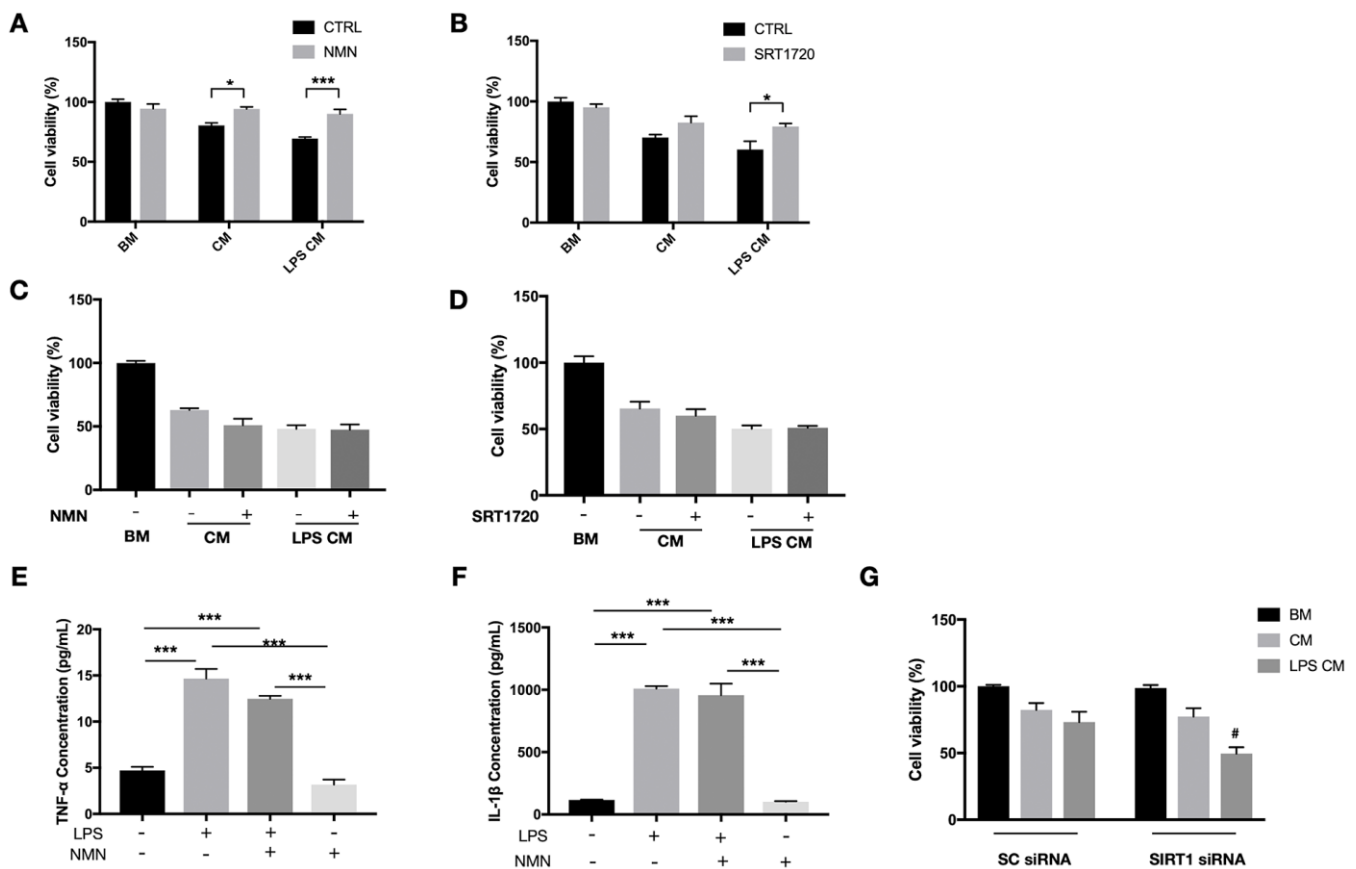 A
CTRL
NMN
Cell viability (%)
150
100
50
0
*
***
BM
CM
LPS CM
B
CTRL
SRT1720
Cell viability (%)
150
100
50
0
*
BM
CM
LPS CM
C
Cell viability (%)
150
100
50
0
NMN - - + - +
BM CM LPS CM
D
Cell viability (%)
150
100
50
0
SRT1720 - - + - +
BM CM LPS CM
E
TNF-α Concentration (pg/mL)
20
15
10
5
0
***
*** ***
***
LPS - + + -
NMN - - + +
F
IL-1β Concentration (pg/mL)
1500
1000
500
0
***
*** ***
***
LPS - + + -
NMN - - + +
G
BM
CM
LPS CM
Cell viability (%)
150
100
50
0
#
SC siRNA SIRT1 siRNA